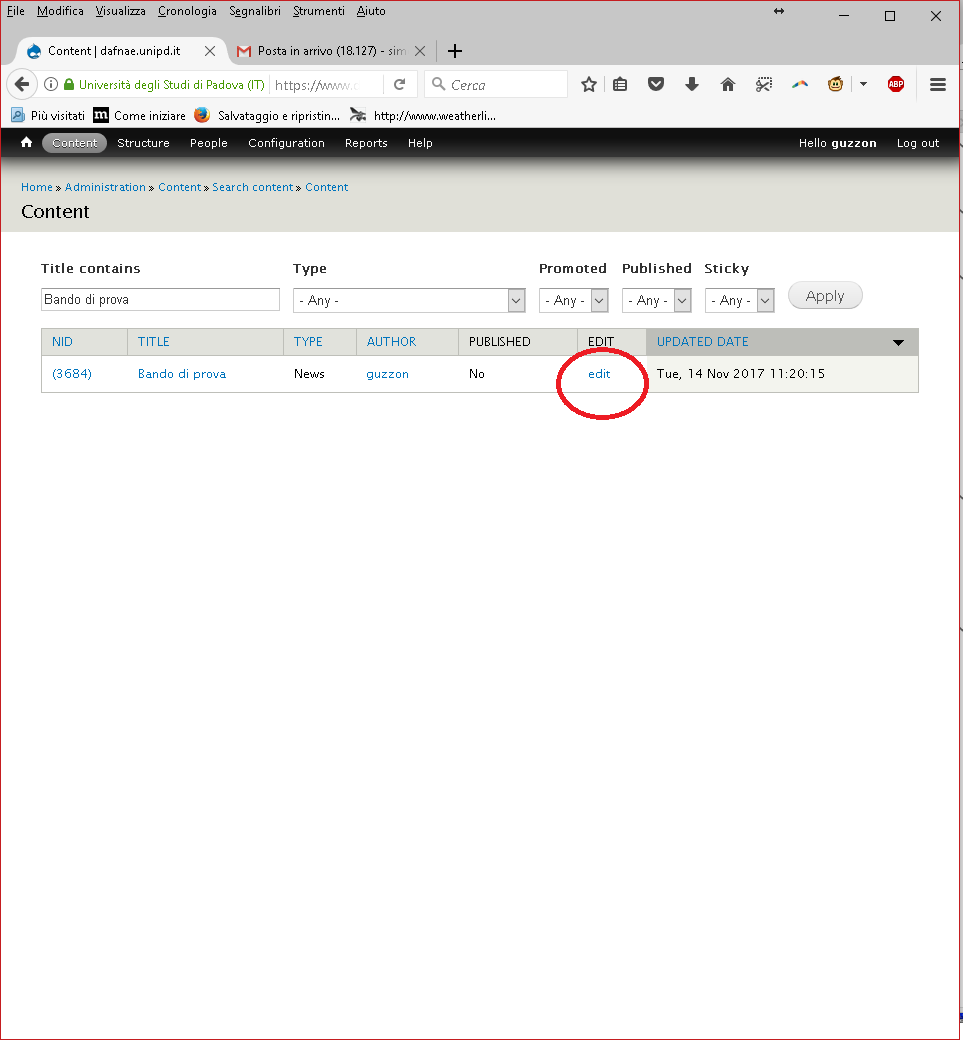 File Modifica Visualizza Cronologia Segnalibri Strumenti Aiuto
Content | dafnae.unipd.it Posta in arrivo (18.127) - sim
Università degli Studi di Padova (IT) https://www. Cerca
Più visitati Come iniziare Salvataggio e ripristin... http://www.weatherli...
Content Structure People Configuration Reports Help Hello guzzon Log out
Home » Administration » Content » Search content » Content
Content
Title contains Type Promoted Published Sticky
Bando di prova - Any - - Any - - Any - - Any - Apply
NID TITLE TYPE AUTHOR PUBLISHED EDIT UPDATED DATE
(3684) Bando di prova News guzzon No edit Tue, 14 Nov 2017 11:20:15